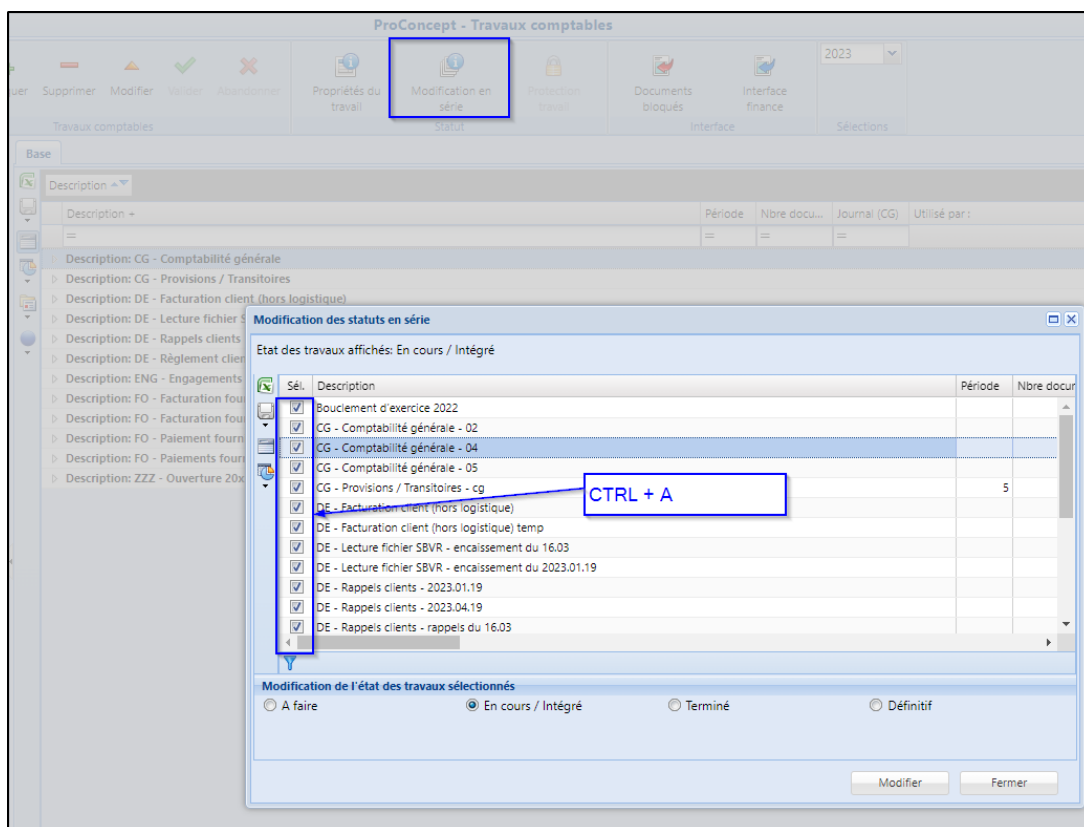 ProConcept - Travaux comptables
uer Supprimer Modifier Valider Abandonner
Propriétés du travail
Modification en série
Protection travail
Documents bloqués
Interface finance
2023
Travaux comptables Statut Interface Sélections
Base
Description
Description + Période Nbre docu... Journal (CG) Utilisé par :
= = = =
Description: CG - Comptabilité générale
Description: CG - Provisions / Transitoires
Description: DE - Facturation client (hors logistique)
Description: DE - Lecture fichier S
Description: DE - Rappels clients
Description: DE - Règlement clien
Description: ENG - Engagements
Description: FO - Facturation fou
Description: FO - Facturation fou
Description: FO - Paiement fourn
Description: FO - Paiements fourn
Description: ZZZ - Ouverture 20x
Modification des statuts en série
Etat des travaux affichés: En cours / Intégré
Sél. Description Période Nbre docur
Bouclement d'exercice 2022
CG - Comptabilité générale - 02
CG - Comptabilité générale - 04
CG - Comptabilité générale - 05
CG - Provisions / Transitoires - cg 5
CTRL + A
DE - Facturation client (hors logistique)
DE - Facturation client (hors logistique) temp
DE - Lecture fichier SBVR - encaissement du 16.03
DE - Lecture fichier SBVR - encaissement du 2023.01.19
DE - Rappels clients - 2023.01.19
DE - Rappels clients - 2023.04.19
DE - Rappels clients - rappels du 16.03
Modification de l'état des travaux sélectionnés
A faire En cours / Intégré Terminé Définitif
Modifier Fermer